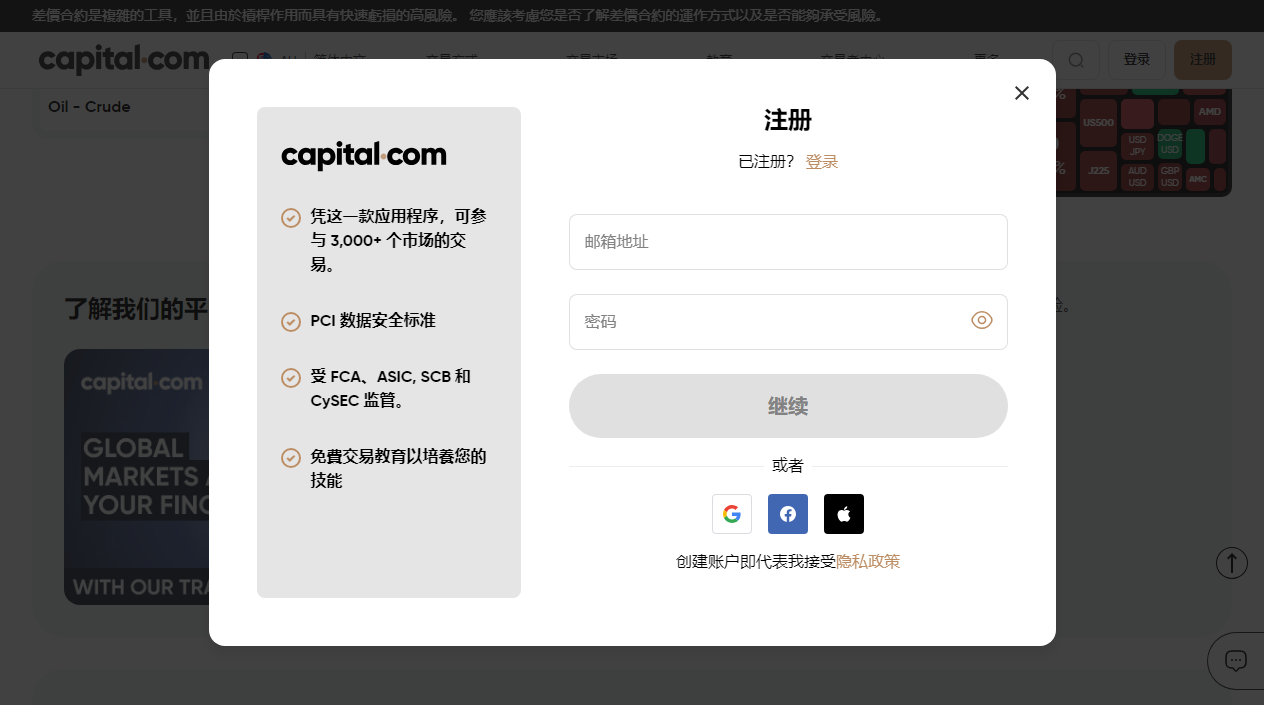 差價合約是複雜的工具，並且由於槓桿作用而具有快速虧損的高風險。 您應該考慮您是否了解差價合約的運作方式以及是否能夠承受風險。
capital.com
登录
注册
Oil - Crude
US500
AMD
USD JPY
DOGE USD
J225
AUD USD
GBP USD
AMC
注册
已注册？ 登录
capital.com
凭这一款应用程序，可参
与 3,000+ 个市场的交
易。
PCI 数据安全标准
受 FCA、ASIC, SCB 和
CySEC 监管。
免費交易教育以培養您的
技能
邮箱地址
密码
继续
或者
创建账户即代表我接受隐私政策
了解我们的平
险。
capital.com
GLOBAL
MARKETS
YOUR FINC
WITH OUR TRA